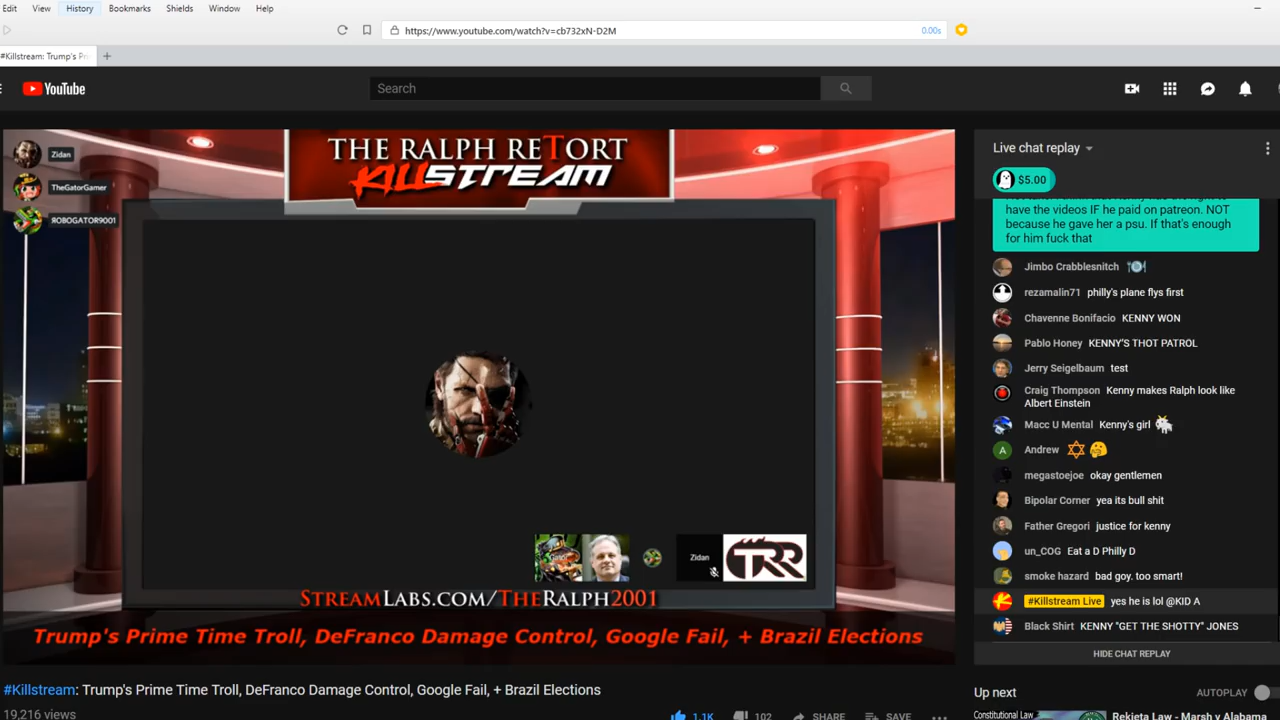 Edit View History Bookmarks Shields Window Help
https://www.youtube.com/watch?v=cb732xN-D2M 0.00s
#Killstream: Trump's Pri
YouTube
Search
Zidan
TheGatorGamer
ROBOGATOR9001
THE RALPH RETORT
KILLSTREAM
Zidan
TRR
STREAMLABS.COM/THERALPH2001
Trump's Prime Time Troll, DeFranco Damage Control, Google Fail, + Brazil Elections
#Killstream: Trump's Prime Time Troll, DeFranco Damage Control, Google Fail, + Brazil Elections
19,216 views
1.1K 102 SHARE SAVE
Live chat replay
$5.00
have the videos IF he paid on patreon. NOT
because he gave her a psu. If that's enough
for him fuck that
Jimbo Crabblesnitch
rezamalin71 philly's plane flys first
Chavenne Bonifacio KENNY WON
Pablo Honey KENNY'S THOT PATROL
Jerry Seigelbaum test
Craig Thompson Kenny makes Ralph look like
Albert Einstein
Macc U Mental Kenny's girl
A Andrew
megastoejoe okay gentlemen
Bipolar Corner yea its bull shit
Father Gregori justice for kenny
un_COG Eat a D Philly D
smoke hazard bad goy. too smart!
#Killstream Live yes he is lol @KID A
Black Shirt KENNY "GET THE SHOTTY" JONES
HIDE CHAT REPLAY
Up next AUTOPLAY
Constitutional Law
Rekieta Law - Marsh v Alabama